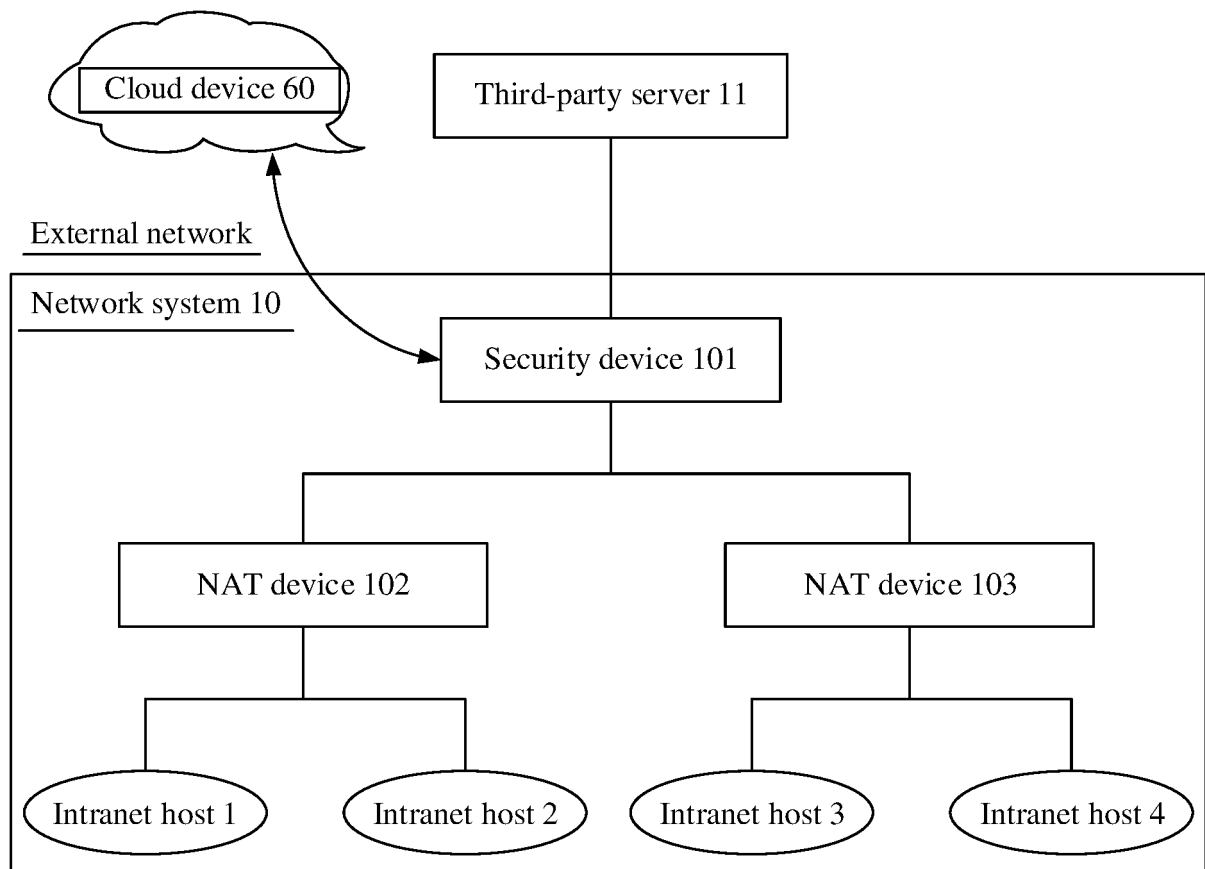 Cloud device 60
Third-party server 11
External network
Network system 10
Security device 101
NAT device 102
NAT device 103
Intranet host 1
Intranet host 2
Intranet host 3
Intranet host 4